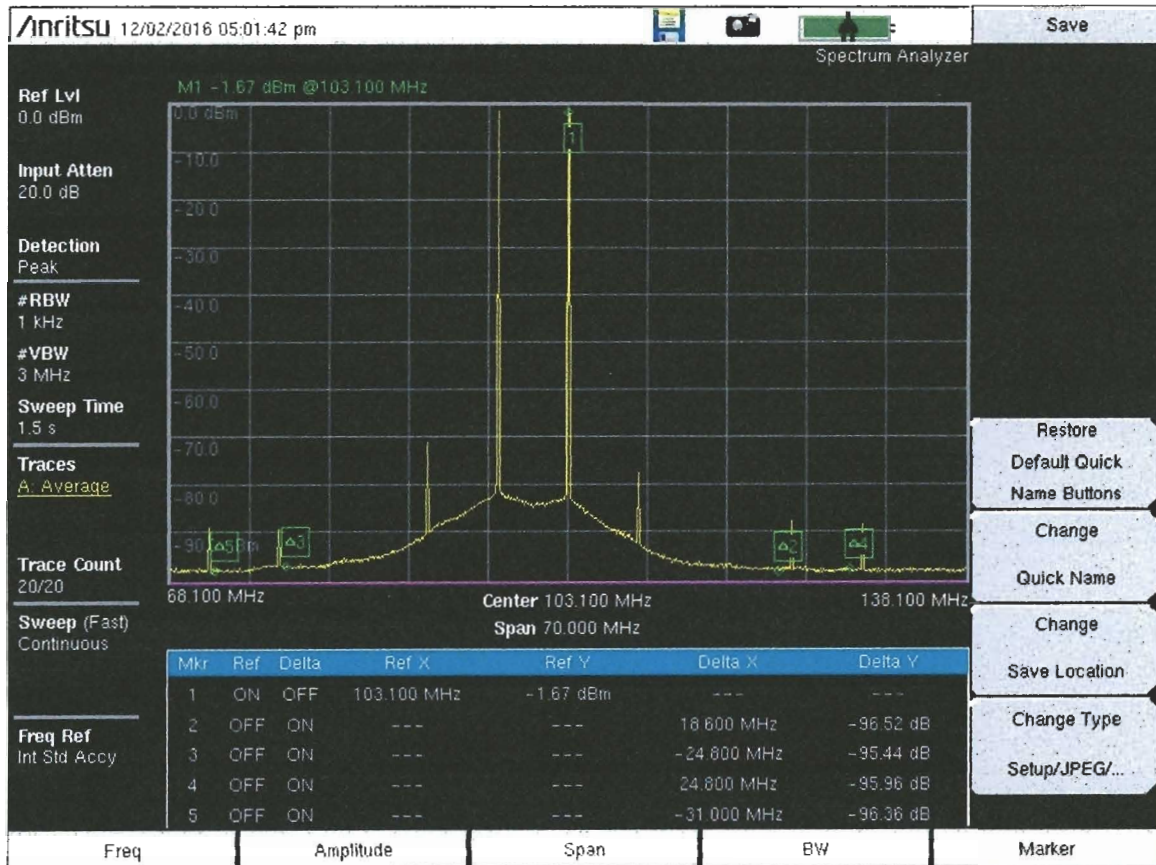 Anritsu 12/02/2016 05:01:42 pm
Save
Spectrum Analyzer
M1 -1.67 dBm @103.100 MHz
Ref Lvl
0.0 dBm
Input Atten
20.0 dB
Detection
Peak
#RBW
1 kHz
#VBW
3 MHz
Sweep Time
1.5 s
Traces
A: Average
Trace Count
20/20
Sweep (Fast)
Continuous
Freq Ref
Int Std Accy
0.0 dBm
1
-10.0
-20.0
-30.0
-40.0
-50.0
-60.0
-70.0
-80.0
-90.0 dBm
Δ5
Δ3
Δ2
Δ4
68.100 MHz
Center 103.100 MHz
138.100 MHz
Span 70.000 MHz
Mkr Ref Delta Ref X Ref Y Delta X Delta Y
1 ON OFF 103.100 MHz -1.67 dBm --- ---
2 OFF ON --- --- 18.600 MHz -96.52 dB
3 OFF ON --- --- -24.800 MHz -95.44 dB
4 OFF ON --- --- 24.800 MHz -95.96 dB
5 OFF ON --- --- -31.000 MHz -96.36 dB
Restore
Default Quick
Name Buttons
Change
Quick Name
Change
Save Location
Change Type
Setup/JPEG/...
Freq Amplitude Span BW Marker